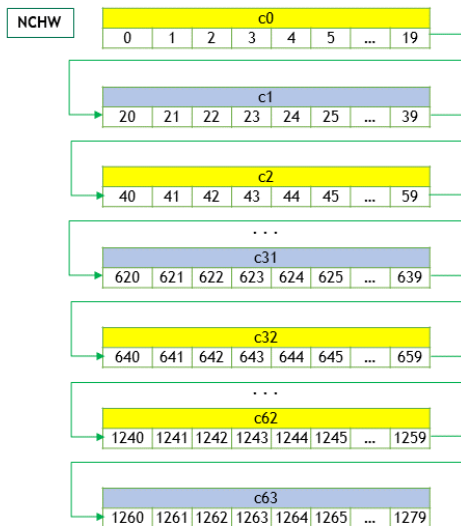 NCHW
c0
0 1 2 3 4 5 ... 19
c1
20 21 22 23 24 25 ... 39
c2
40 41 42 43 44 45 ... 59
. . .
c31
620 621 622 623 624 625 ... 639
c32
640 641 642 643 644 645 ... 659
. . .
c62
1240 1241 1242 1243 1244 1245 ... 1259
c63
1260 1261 1262 1263 1264 1265 ... 1279